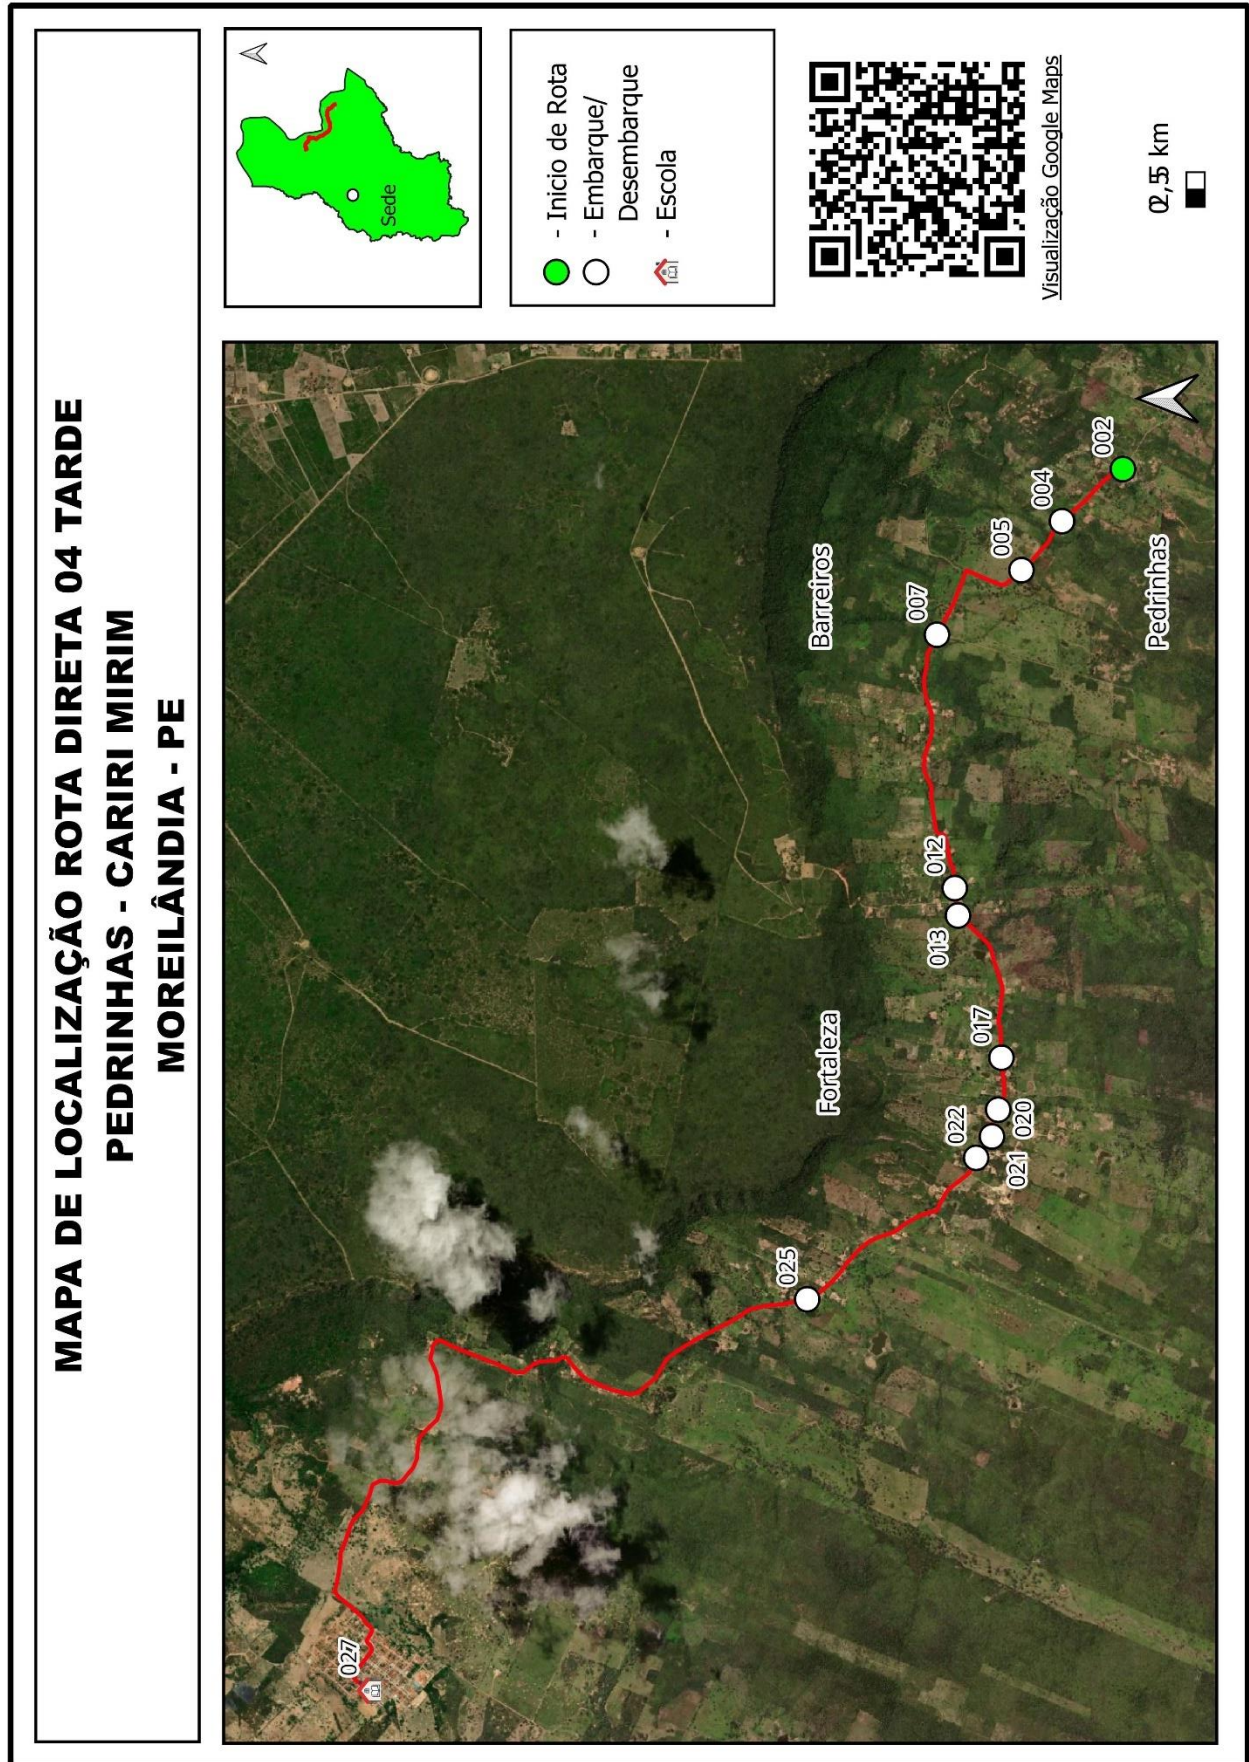 MAPA DE LOCALIZAÇÃO ROTA DIRETA 04 TARDE
PEDRINHAS - CARIRI MIRIM
MOREILÂNDIA - PE
027
025
022
021
020
017
Fortaleza
013
012
007
Barreiros
005
004
002
Pedrinhas
Sede
- Inicio de Rota
- Embarque/
Desembarque
- Escola
Visualização Google Maps